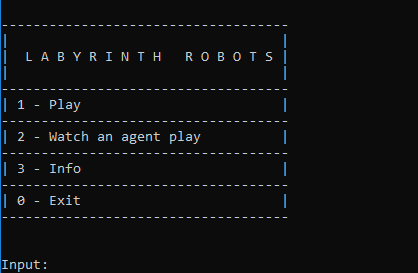 L A B Y R I N T H   R O B O T S
1 - Play
2 - Watch an agent play
3 - Info
0 - Exit
Input: